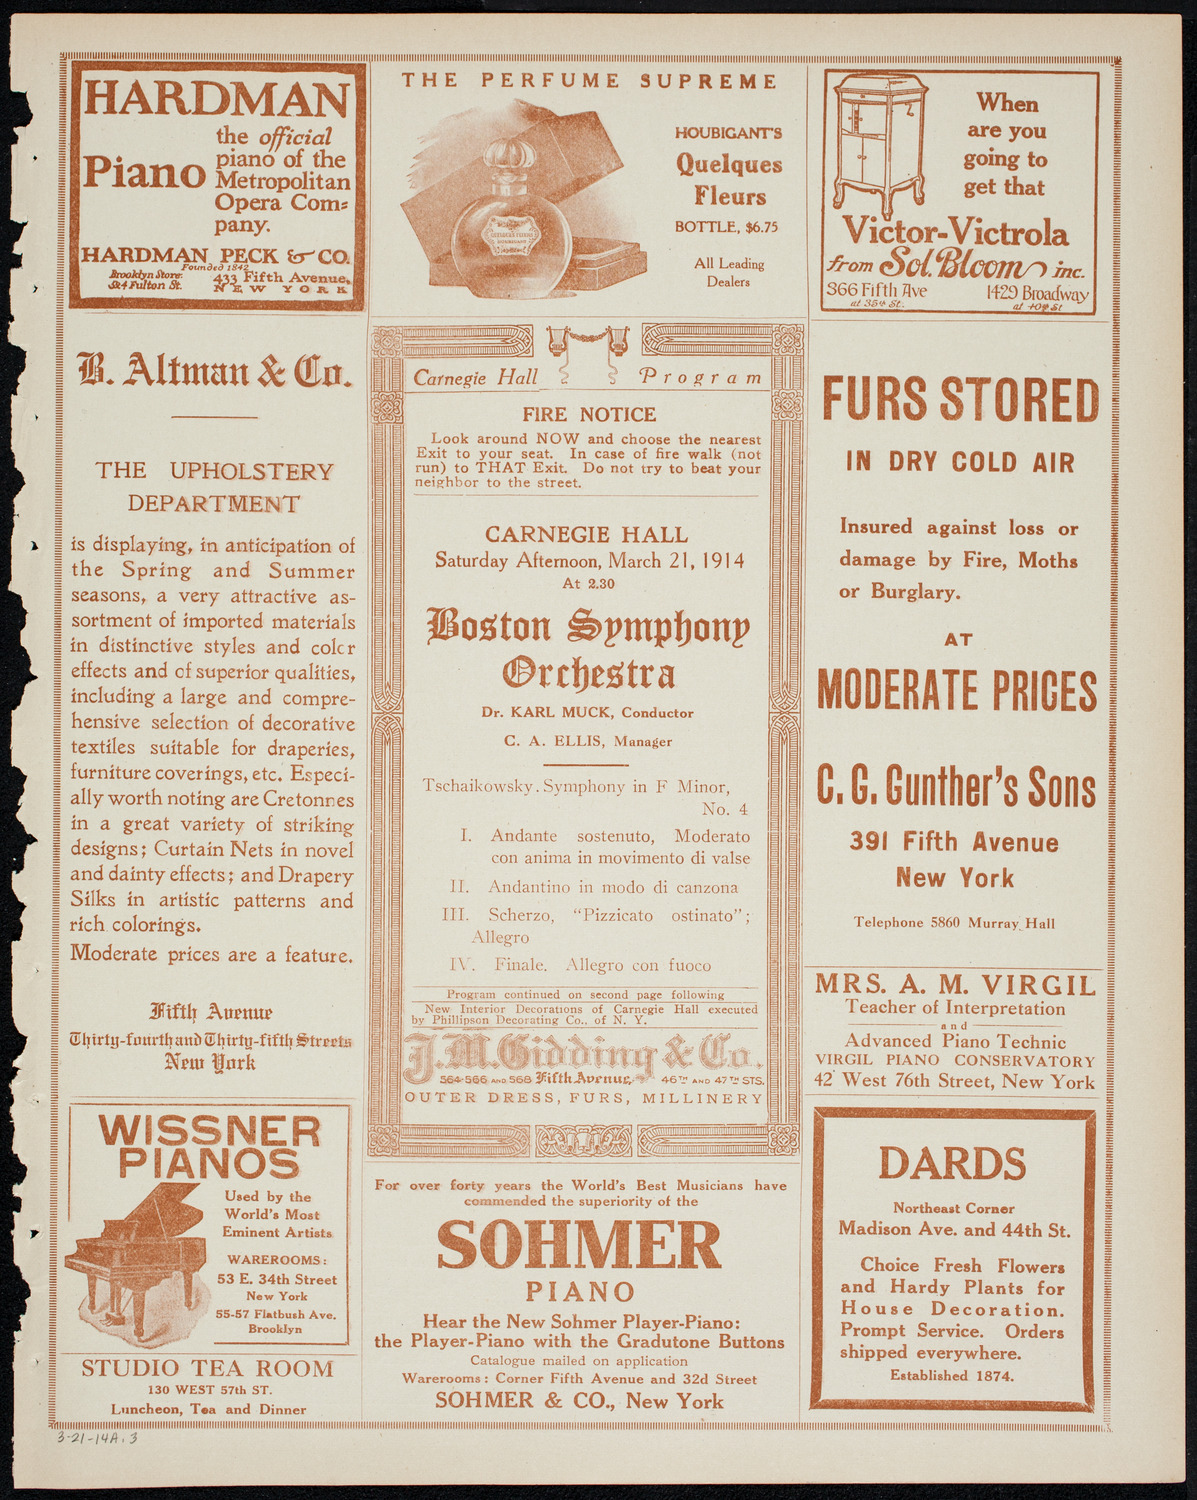 HARDMAN
Piano
the official
piano of the
Metropolitan
Opera Com=
pany.
HARDMAN, PECK & CO.
Founded 1842
Brooklyn Store:
524 Fulton St.
433 Fifth Avenue,
NEW YORK
THE PERFUME SUPREME
HOUBIGANT'S
Quelques
Fleurs
BOTTLE, $6.75
All Leading
Dealers
When
are you
going to
get that
Victor-Victrola
from Sol. Bloom inc.
366 Fifth Ave
at 35th St.
1429 Broadway
at 40th St
B. Altman & Co.
THE UPHOLSTERY
DEPARTMENT
is displaying, in anticipation of
the Spring and Summer
seasons, a very attractive as-
sortment of imported materials
in distinctive styles and color
effects and of superior qualities,
including a large and compre-
hensive selection of decorative
textiles suitable for draperies,
furniture coverings, etc. Especi-
ally worth noting are Cretonnes
in a great variety of striking
designs; Curtain Nets in novel
and dainty effects; and Drapery
Silks in artistic patterns and
rich colorings.
Moderate prices are a feature.
Fifth Avenue
Thirty-fourth and Thirty-fifth Streets
New York
WISSNER
PIANOS
Used by the
World's Most
Eminent Artists
WAREROOMS:
53 E. 34th Street
New York
55-57 Flatbush Ave.
Brooklyn
STUDIO TEA ROOM
130 WEST 57th ST.
Luncheon, Tea and Dinner
Carnegie Hall Program
FIRE NOTICE
Look around NOW and choose the nearest
Exit to your seat. In case of fire walk (not
run) to THAT Exit. Do not try to beat your
neighbor to the street.
CARNEGIE HALL
Saturday Afternoon, March 21, 1914
At 2.30
Boston Symphony
Orchestra
Dr. KARL MUCK, Conductor
C. A. ELLIS, Manager
Tschaikowsky. Symphony in F Minor,
No. 4
I. Andante sostenuto, Moderato
con anima in movimento di valse
II. Andantino in modo di canzona
III. Scherzo, "Pizzicato ostinato";
Allegro
IV. Finale. Allegro con fuoco
Program continued on second page following
New Interior Decorations of Carnegie Hall executed
by Phillipson Decorating Co., of N. Y.
J.M. Gidding & Co.
564-566 AND 568 Fifth Avenue, 46TH AND 47TH STS.
OUTER DRESS, FURS, MILLINERY
For over forty years the World's Best Musicians have
commended the superiority of the
SOHMER
PIANO
Hear the New Sohmer Player-Piano:
the Player-Piano with the Gradutone Buttons
Catalogue mailed on application
Warerooms: Corner Fifth Avenue and 32d Street
SOHMER & CO., New York
FURS STORED
IN DRY COLD AIR
Insured against loss or
damage by Fire, Moths
or Burglary.
AT
MODERATE PRICES
C. G. Gunther's Sons
391 Fifth Avenue
New York
Telephone 5860 Murray Hall
MRS. A. M. VIRGIL
Teacher of Interpretation
and
Advanced Piano Technic
VIRGIL PIANO CONSERVATORY
42 West 76th Street, New York
DARDS
Northeast Corner
Madison Ave. and 44th St.
Choice Fresh Flowers
and Hardy Plants for
House Decoration.
Prompt Service. Orders
shipped everywhere.
Established 1874.
3-21-14A.3